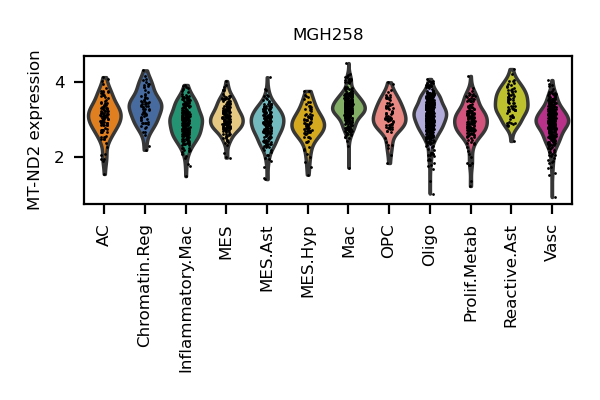 MGH258
MT-ND2 expression
4
2
AC
Chromatin.Reg
Inflammatory.Mac
MES
MES.Ast
MES.Hyp
Mac
OPC
Oligo
Prolif.Metab
Reactive.Ast
Vasc